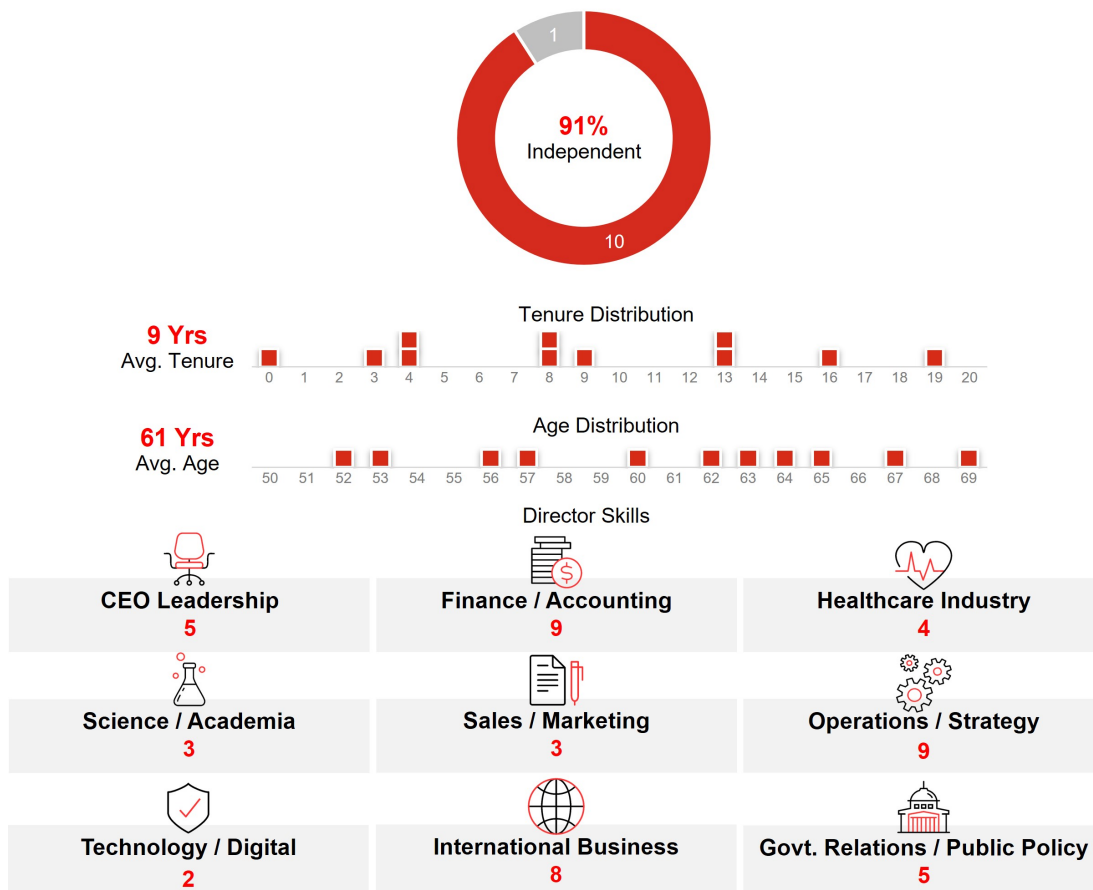 1
91%
Independent
10
Tenure Distribution
9 Yrs
Avg. Tenure
0 1 2 3 4 5 6 7 8 9 10 11 12 13 14 15 16 17 18 19 20
Age Distribution
61 Yrs
Avg. Age
50 51 52 53 54 55 56 57 58 59 60 61 62 63 64 65 66 67 68 69
Director Skills
$
CEO Leadership
5
Finance / Accounting
9
Healthcare Industry
4
Science / Academia
3
Sales / Marketing
3
Operations / Strategy
9
Technology / Digital
2
International Business
8
Govt. Relations / Public Policy
5